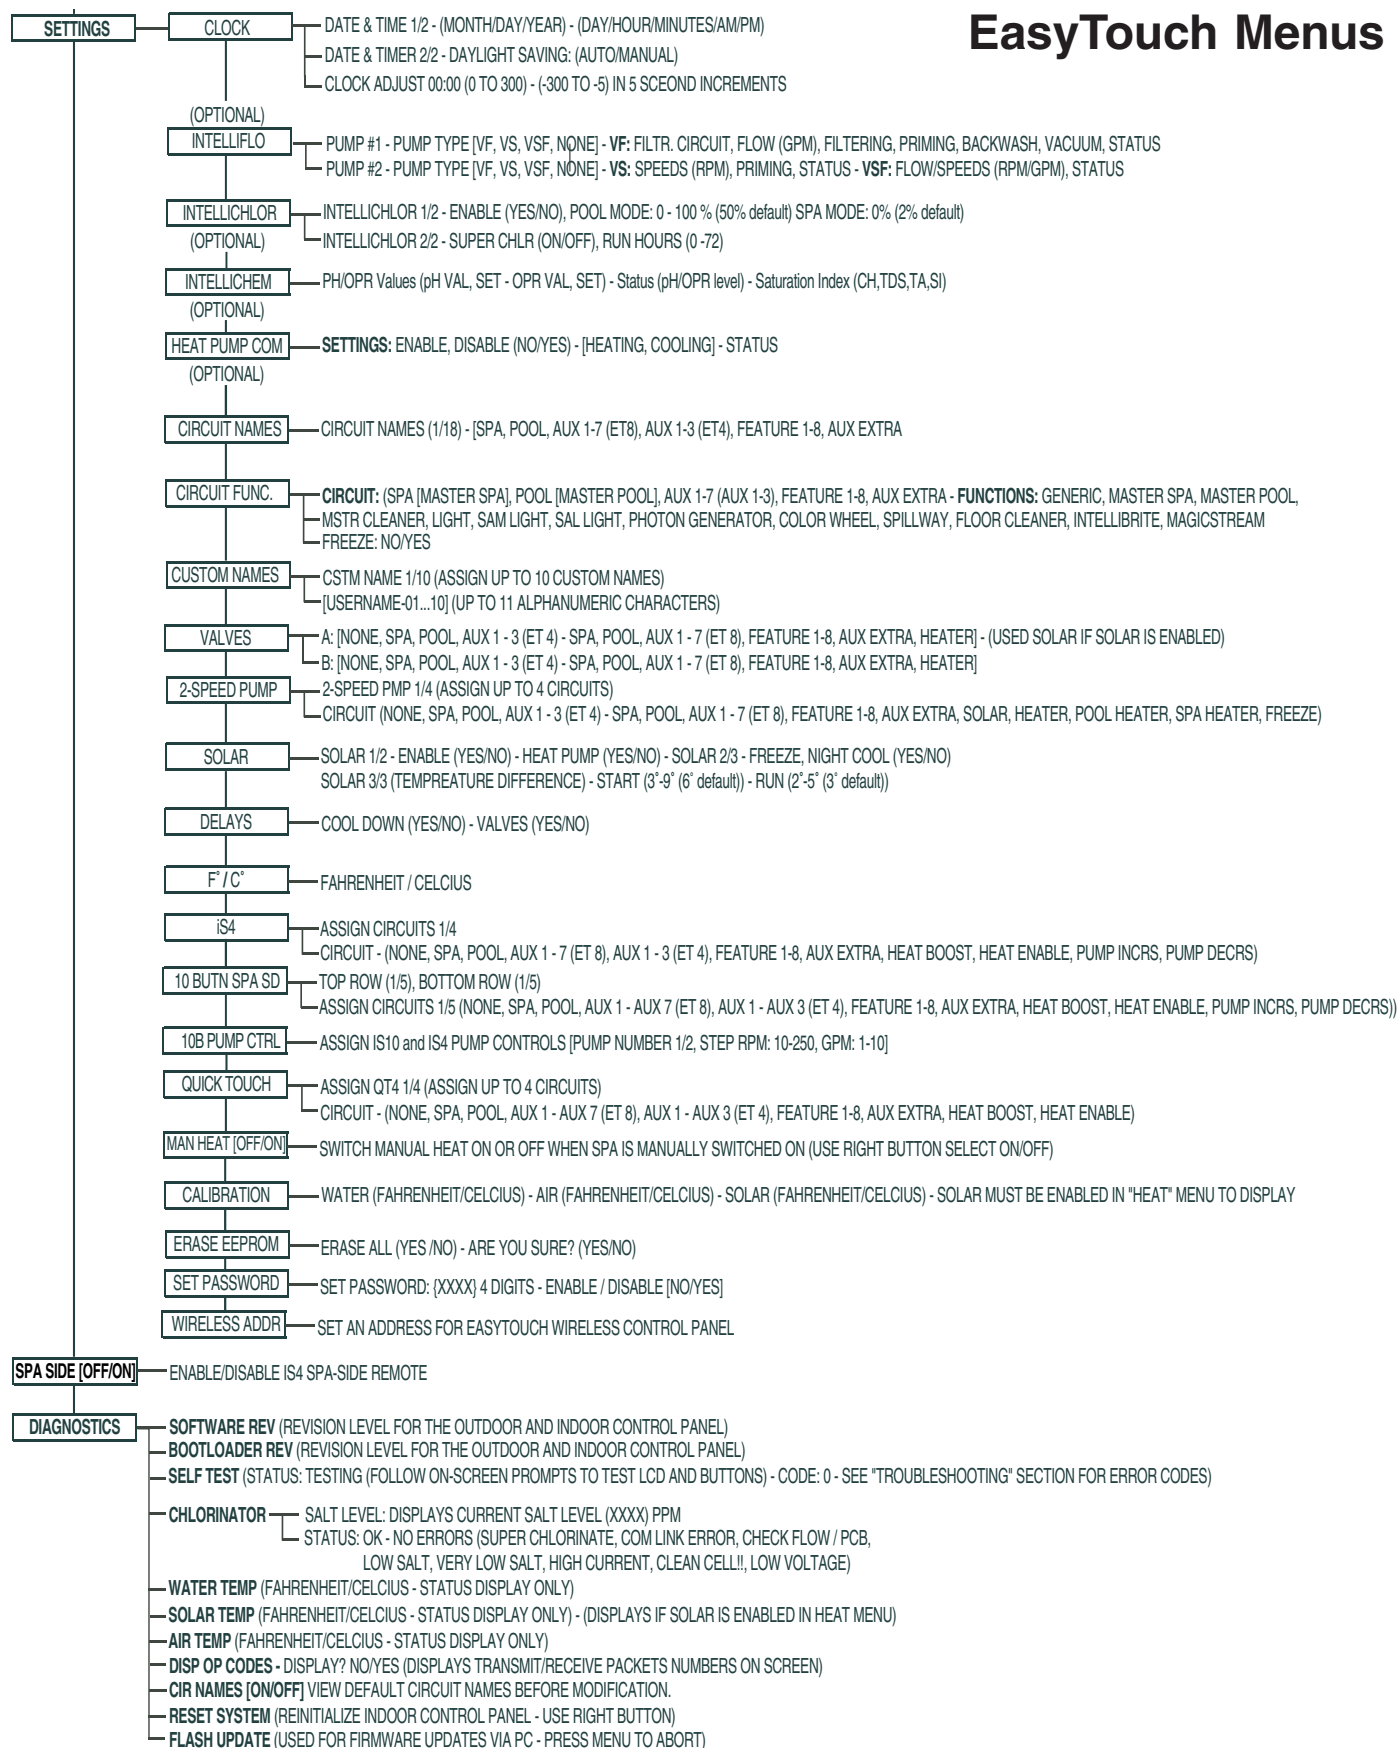 EasyTouch Menus
SETTINGS
CLOCK
DATE & TIME 1/2 - (MONTH/DAY/YEAR) - (DAY/HOUR/MINUTES/AM/PM)
DATE & TIMER 2/2 - DAYLIGHT SAVING: (AUTO/MANUAL)
CLOCK ADJUST 00:00 (0 TO 300) - (-300 TO -5) IN 5 SCEOND INCREMENTS
(OPTIONAL)
INTELLIFLO
PUMP #1 - PUMP TYPE [VF, VS, VSF, NONE] - VF: FILTR. CIRCUIT, FLOW (GPM), FILTERING, PRIMING, BACKWASH, VACUUM, STATUS
PUMP #2 - PUMP TYPE [VF, VS, VSF, NONE] - VS: SPEEDS (RPM), PRIMING, STATUS - VSF: FLOW/SPEEDS (RPM/GPM), STATUS
INTELLICHLOR
(OPTIONAL)
INTELLICHLOR 1/2 - ENABLE (YES/NO), POOL MODE: 0 - 100 % (50% default) SPA MODE: 0% (2% default)
INTELLICHLOR 2/2 - SUPER CHLR (ON/OFF), RUN HOURS (0 -72)
INTELLICHEM
(OPTIONAL)
PH/OPR Values (pH VAL, SET - OPR VAL, SET) - Status (pH/OPR level) - Saturation Index (CH,TDS,TA,SI)
HEAT PUMP COM
(OPTIONAL)
SETTINGS: ENABLE, DISABLE (NO/YES) - [HEATING, COOLING] - STATUS
CIRCUIT NAMES
CIRCUIT NAMES (1/18) - [SPA, POOL, AUX 1-7 (ET8), AUX 1-3 (ET4), FEATURE 1-8, AUX EXTRA
CIRCUIT FUNC.
CIRCUIT: (SPA [MASTER SPA], POOL [MASTER POOL], AUX 1-7 (AUX 1-3), FEATURE 1-8, AUX EXTRA - FUNCTIONS: GENERIC, MASTER SPA, MASTER POOL,
MSTR CLEANER, LIGHT, SAM LIGHT, SAL LIGHT, PHOTON GENERATOR, COLOR WHEEL, SPILLWAY, FLOOR CLEANER, INTELLIBRITE, MAGICSTREAM
FREEZE: NO/YES
CUSTOM NAMES
CSTM NAME 1/10 (ASSIGN UP TO 10 CUSTOM NAMES)
[USERNAME-01...10] (UP TO 11 ALPHANUMERIC CHARACTERS)
VALVES
A: [NONE, SPA, POOL, AUX 1 - 3 (ET 4) - SPA, POOL, AUX 1 - 7 (ET 8), FEATURE 1-8, AUX EXTRA, HEATER] - (USED SOLAR IF SOLAR IS ENABLED)
B: [NONE, SPA, POOL, AUX 1 - 3 (ET 4) - SPA, POOL, AUX 1 - 7 (ET 8), FEATURE 1-8, AUX EXTRA, HEATER]
2-SPEED PUMP
2-SPEED PMP 1/4 (ASSIGN UP TO 4 CIRCUITS)
CIRCUIT (NONE, SPA, POOL, AUX 1 - 3 (ET 4) - SPA, POOL, AUX 1 - 7 (ET 8), FEATURE 1-8, AUX EXTRA, SOLAR, HEATER, POOL HEATER, SPA HEATER, FREEZE)
SOLAR
SOLAR 1/2 - ENABLE (YES/NO) - HEAT PUMP (YES/NO) - SOLAR 2/3 - FREEZE, NIGHT COOL (YES/NO)
SOLAR 3/3 (TEMPREATURE DIFFERENCE) - START (3˚-9˚ (6˚ default)) - RUN (2˚-5˚ (3˚ default))
DELAYS
COOL DOWN (YES/NO) - VALVES (YES/NO)
F˚ / C˚
FAHRENHEIT / CELCIUS
iS4
ASSIGN CIRCUITS 1/4
CIRCUIT - (NONE, SPA, POOL, AUX 1 - 7 (ET 8), AUX 1 - 3 (ET 4), FEATURE 1-8, AUX EXTRA, HEAT BOOST, HEAT ENABLE, PUMP INCRS, PUMP DECRS)
10 BUTN SPA SD
TOP ROW (1/5), BOTTOM ROW (1/5)
ASSIGN CIRCUITS 1/5 (NONE, SPA, POOL, AUX 1 - AUX 7 (ET 8), AUX 1 - AUX 3 (ET 4), FEATURE 1-8, AUX EXTRA, HEAT BOOST, HEAT ENABLE, PUMP INCRS, PUMP DECRS))
10B PUMP CTRL
ASSIGN IS10 and IS4 PUMP CONTROLS [PUMP NUMBER 1/2, STEP RPM: 10-250, GPM: 1-10]
QUICK TOUCH
ASSIGN QT4 1/4 (ASSIGN UP TO 4 CIRCUITS)
CIRCUIT - (NONE, SPA, POOL, AUX 1 - AUX 7 (ET 8), AUX 1 - AUX 3 (ET 4), FEATURE 1-8, AUX EXTRA, HEAT BOOST, HEAT ENABLE)
MAN HEAT [OFF/ON]
SWITCH MANUAL HEAT ON OR OFF WHEN SPA IS MANUALLY SWITCHED ON (USE RIGHT BUTTON SELECT ON/OFF)
CALIBRATION
WATER (FAHRENHEIT/CELCIUS) - AIR (FAHRENHEIT/CELCIUS) - SOLAR (FAHRENHEIT/CELCIUS) - SOLAR MUST BE ENABLED IN "HEAT" MENU TO DISPLAY
ERASE EEPROM
ERASE ALL (YES /NO) - ARE YOU SURE? (YES/NO)
SET PASSWORD
SET PASSWORD: {XXXX} 4 DIGITS - ENABLE / DISABLE [NO/YES]
WIRELESS ADDR
SET AN ADDRESS FOR EASYTOUCH WIRELESS CONTROL PANEL
SPA SIDE [OFF/ON]
ENABLE/DISABLE IS4 SPA-SIDE REMOTE
DIAGNOSTICS
SOFTWARE REV (REVISION LEVEL FOR THE OUTDOOR AND INDOOR CONTROL PANEL)
BOOTLOADER REV (REVISION LEVEL FOR THE OUTDOOR AND INDOOR CONTROL PANEL)
SELF TEST (STATUS: TESTING (FOLLOW ON-SCREEN PROMPTS TO TEST LCD AND BUTTONS) - CODE: 0 - SEE "TROUBLESHOOTING" SECTION FOR ERROR CODES)
CHLORINATOR
SALT LEVEL: DISPLAYS CURRENT SALT LEVEL (XXXX) PPM
STATUS: OK - NO ERRORS (SUPER CHLORINATE, COM LINK ERROR, CHECK FLOW / PCB,
LOW SALT, VERY LOW SALT, HIGH CURRENT, CLEAN CELL!!, LOW VOLTAGE)
WATER TEMP (FAHRENHEIT/CELCIUS - STATUS DISPLAY ONLY)
SOLAR TEMP (FAHRENHEIT/CELCIUS - STATUS DISPLAY ONLY) - (DISPLAYS IF SOLAR IS ENABLED IN HEAT MENU)
AIR TEMP (FAHRENHEIT/CELCIUS - STATUS DISPLAY ONLY)
DISP OP CODES - DISPLAY? NO/YES (DISPLAYS TRANSMIT/RECEIVE PACKETS NUMBERS ON SCREEN)
CIR NAMES [ON/OFF] VIEW DEFAULT CIRCUIT NAMES BEFORE MODIFICATION.
RESET SYSTEM (REINITIALIZE INDOOR CONTROL PANEL - USE RIGHT BUTTON)
FLASH UPDATE (USED FOR FIRMWARE UPDATES VIA PC - PRESS MENU TO ABORT)